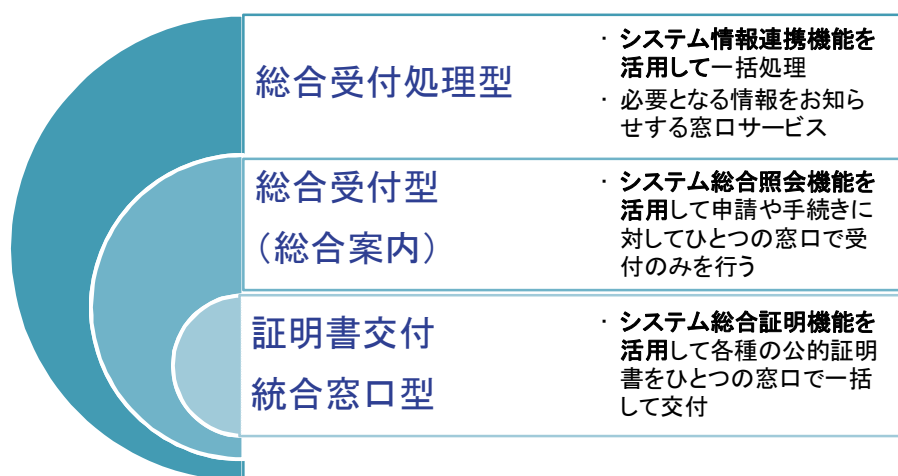 総合受付処理型
・システム情報連携機能を
活用して一括処理
・必要となる情報をお知ら
せする窓口サービス
総合受付型
(総合案内)
・システム総合照会機能を
活用して申請や手続きに
対してひとつの窓口で受
付のみを行う
証明書交付
統合窓口型
・システム総合証明機能を
活用して各種の公的証明
書をひとつの窓口で一括
して交付